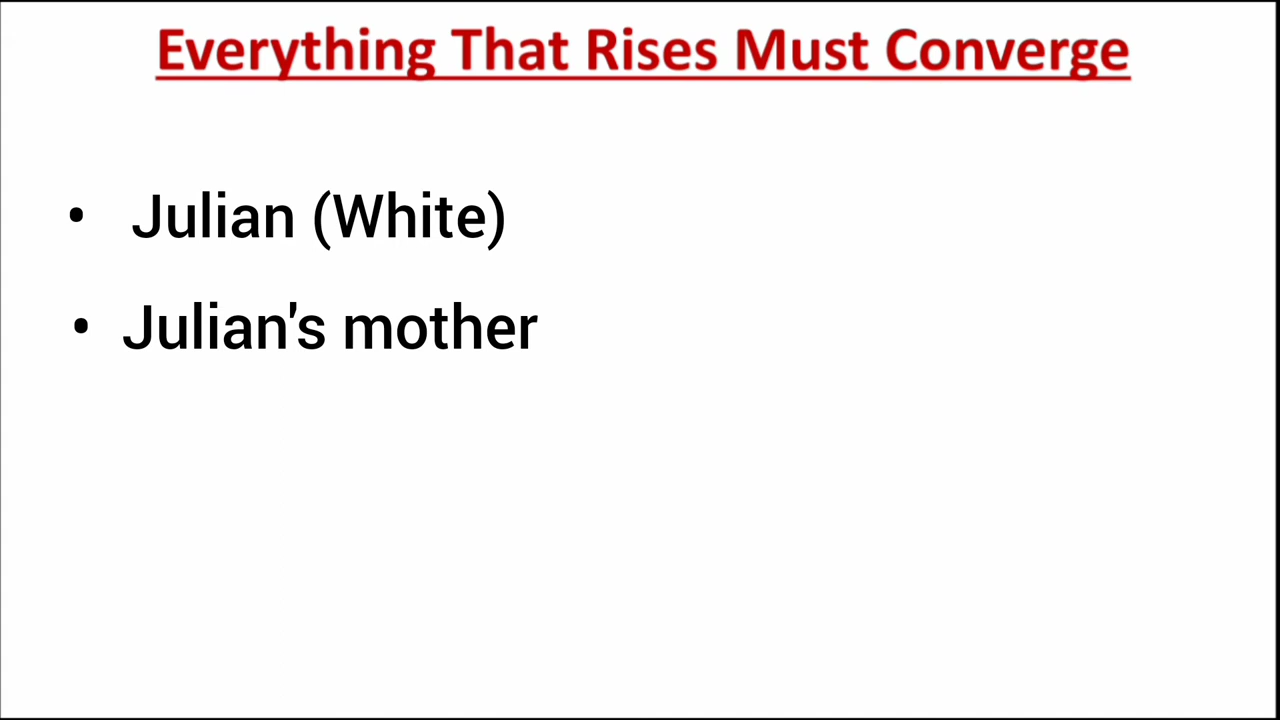 Everything That Rises Must Converge
• Julian (White)
• Julian's mother